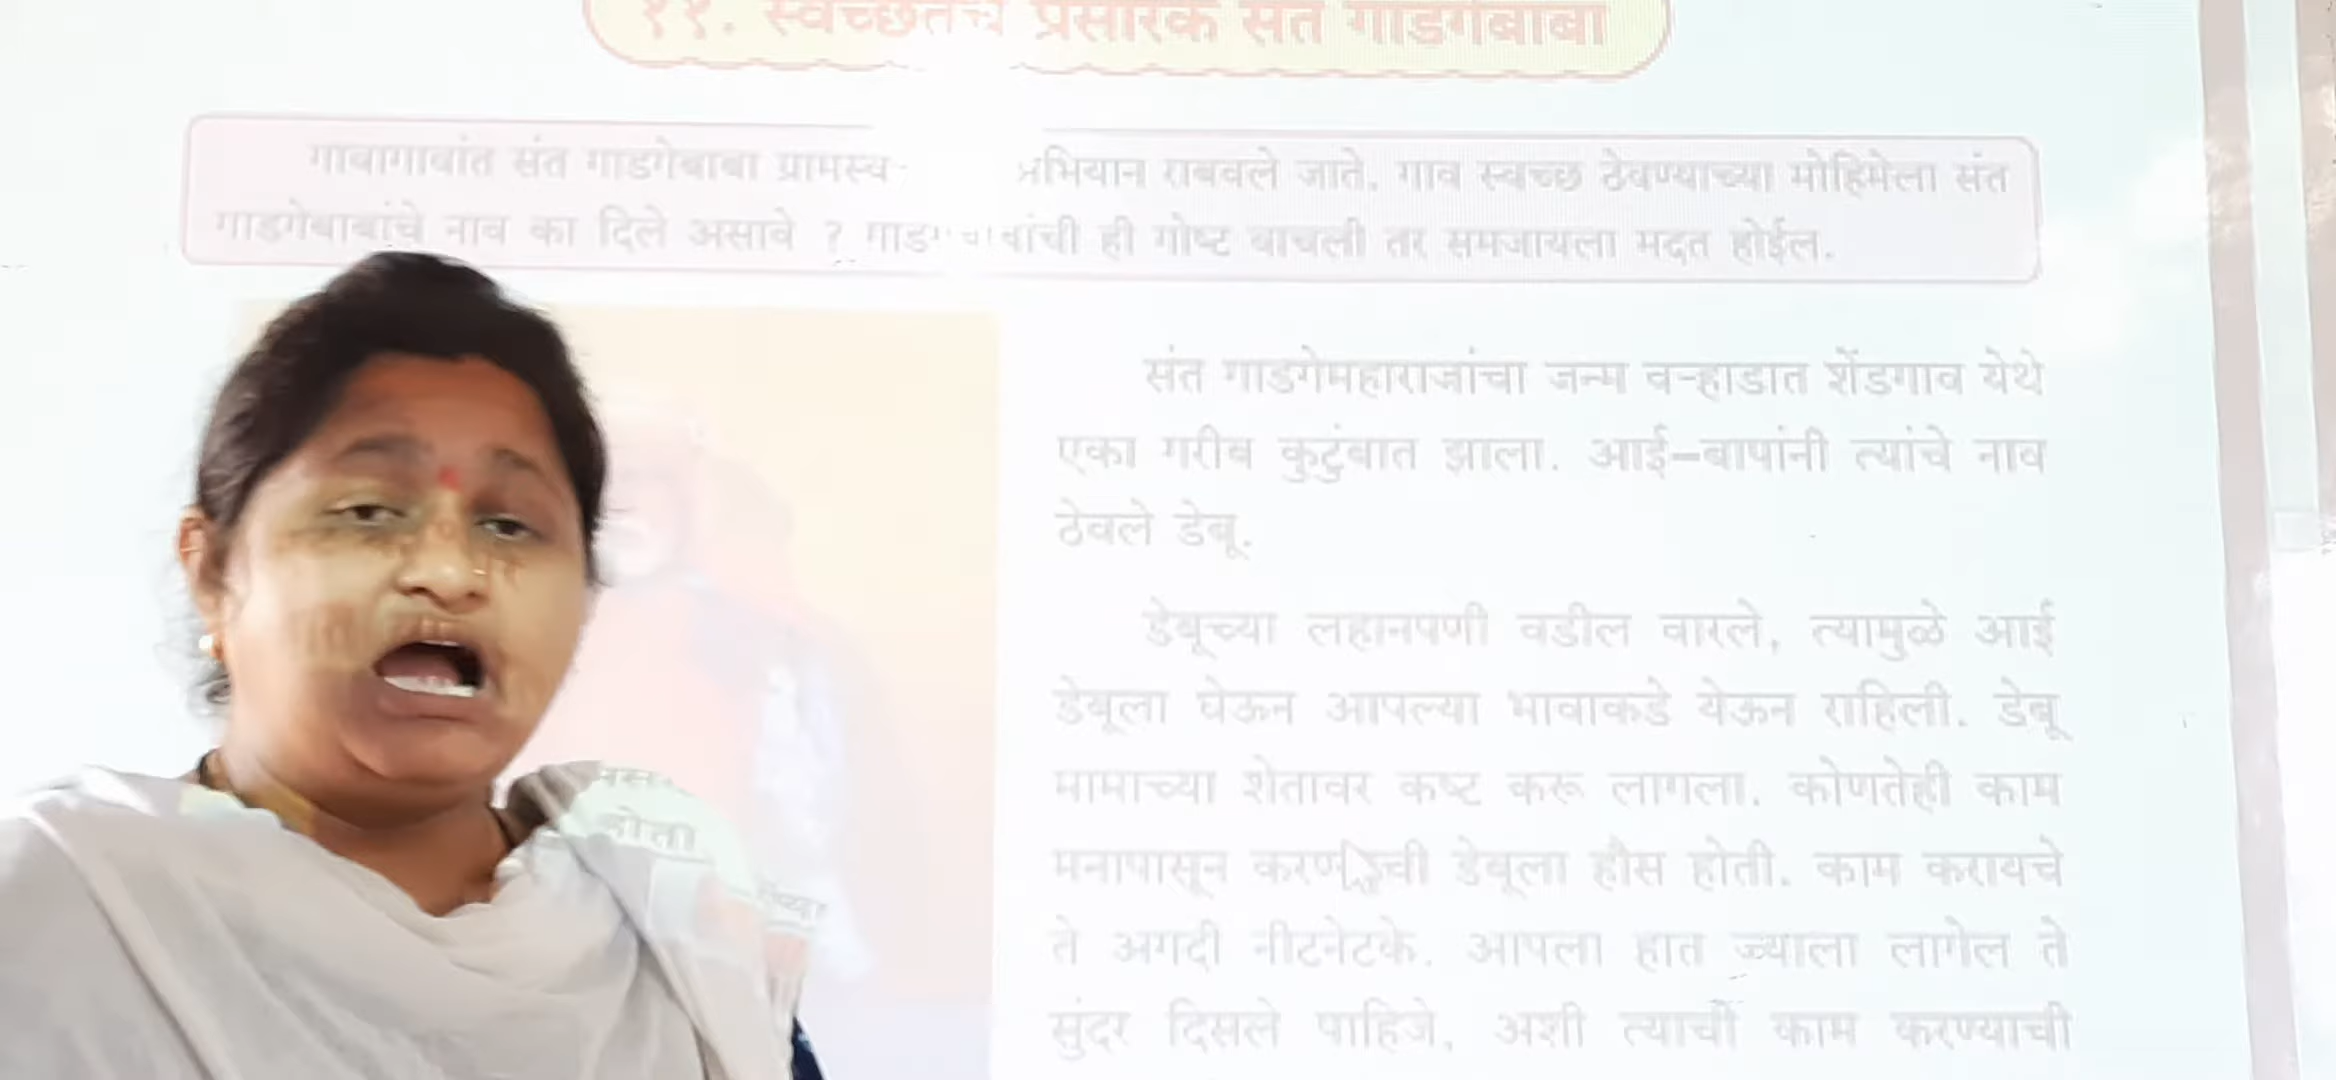 ११. स्वच्छतेचे प्रसारक संत गाडगेबाबा
गावागावांत संत गाडगेबाबा ग्रामस्व अभियान राबवले जाते. गाव स्वच्छ ठेवण्याच्या मोहिमेला संत
गाडगेबाबांचे नाव का दिले असावे ? गाडगेबाबांची ही गोष्ट वाचली तर समजायला मदत होईल.
संत गाडगेमहाराजांचा जन्म वऱ्हाडात शेंडगाव येथे
एका गरीब कुटुंबात झाला. आई-बापांनी त्यांचे नाव
ठेवले डेबू.
डेबूच्या लहानपणी वडील वारले, त्यामुळे आई
डेबूला घेऊन आपल्या भावाकडे येऊन राहिली. डेबू
मामाच्या शेतावर कष्ट करू लागला. कोणतेही काम
मनापासून करण्याची डेबूला हौस होती. काम करायचे
ते अगदी नीटनेटके. आपला हात ज्याला लागेल ते
सुंदर दिसले पाहिजे, अशी त्याची काम करण्याची
होता